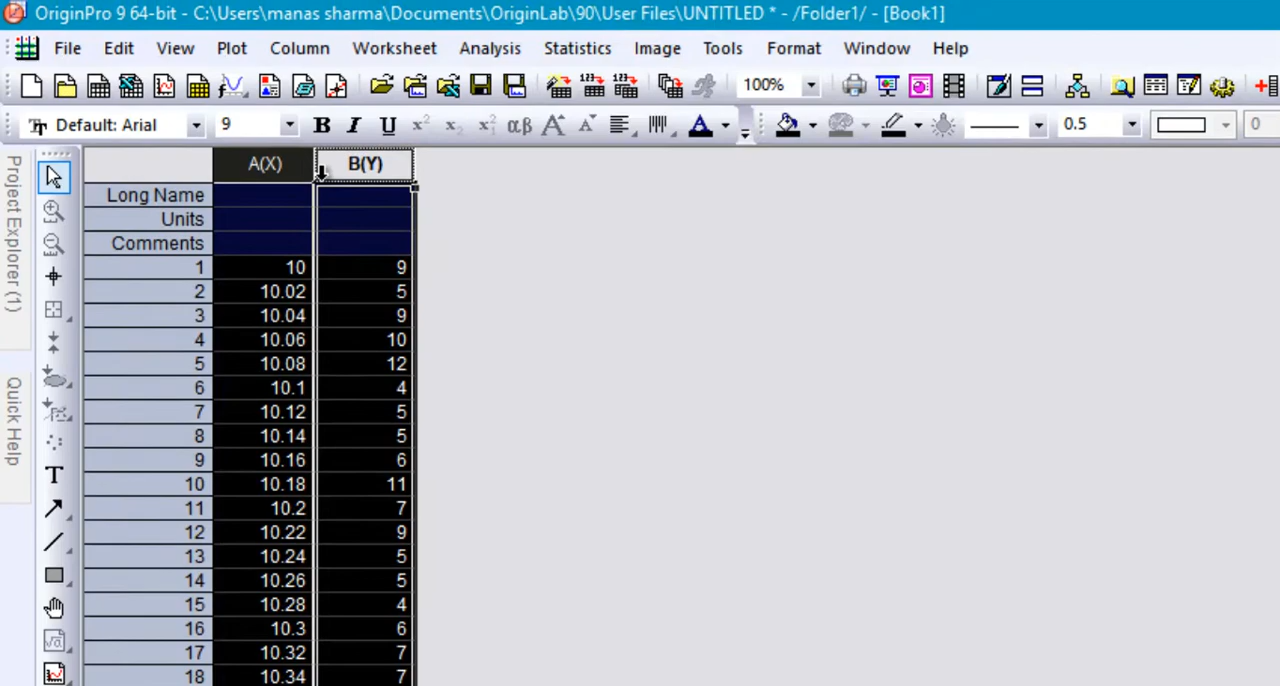 OriginPro 9 64-bit - C:\Users\manas sharma\Documents\OriginLab\90\User Files\UNTITLED * - /Folder1/ - [Book1]
File Edit View Plot Column Worksheet Analysis Statistics Image Tools Format Window Help
100%
Default: Arial 9 B I U αβ A A A 0.5 0
Project Explorer (1)
Quick Help
T
A(X) B(Y)
Long Name
Units
Comments
1 10 9
2 10.02 5
3 10.04 9
4 10.06 10
5 10.08 12
6 10.1 4
7 10.12 5
8 10.14 5
9 10.16 6
10 10.18 11
11 10.2 7
12 10.22 9
13 10.24 5
14 10.26 5
15 10.28 4
16 10.3 6
17 10.32 7
18 10.34 7